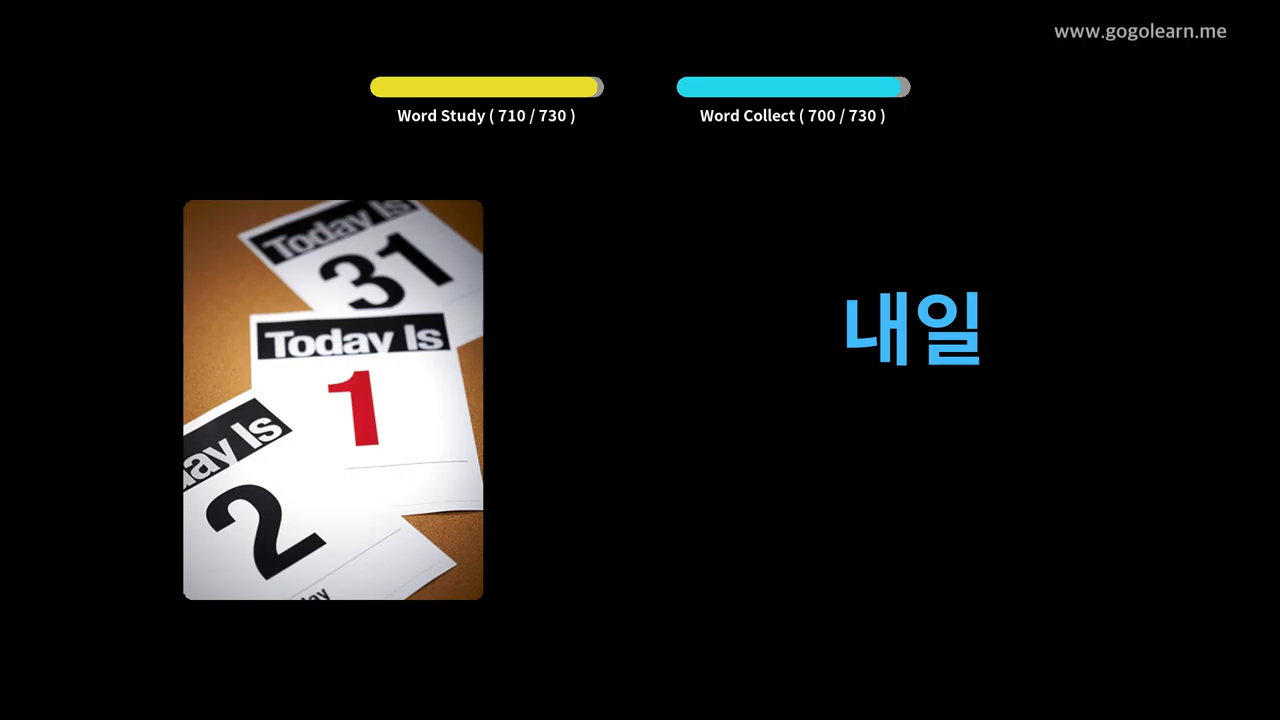 www.gogolearn.me
Word Study ( 710 / 730 )
Word Collect ( 700 / 730 )
Today Is
31
Today Is
1
day Is
2
내일